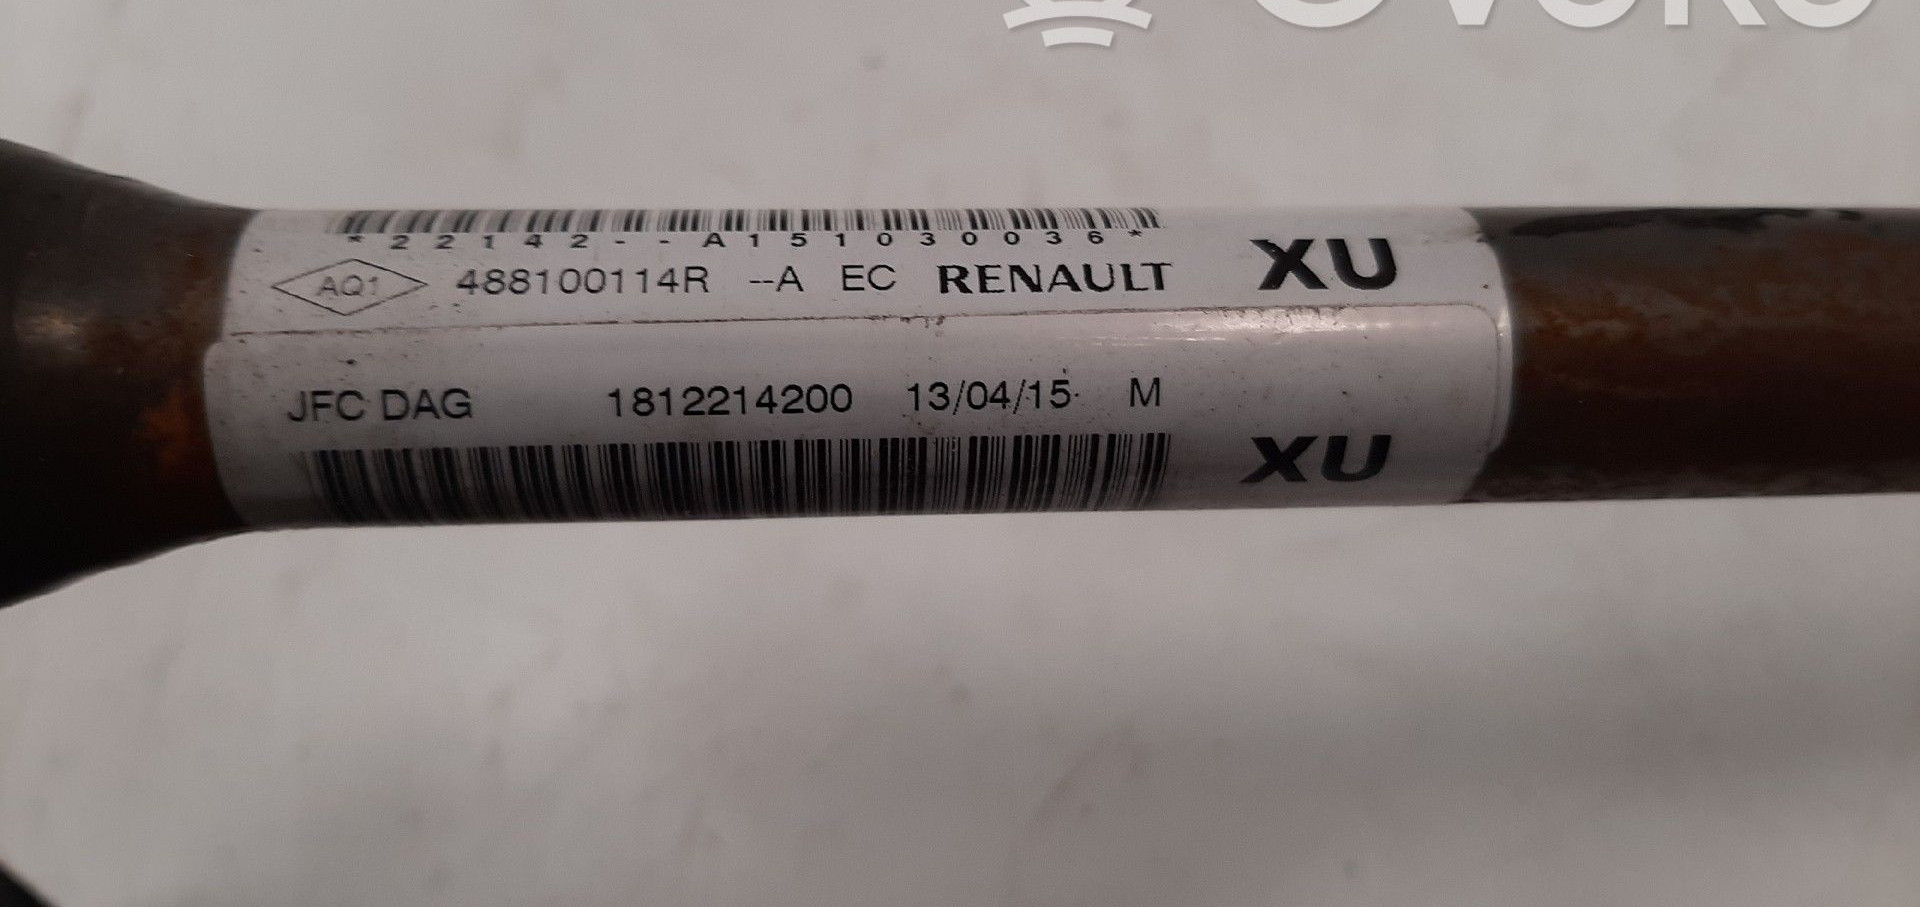 *22142--A151030036*
AQ1 488100114R --A EC RENAULT XU
JFC DAG 1812214200 13/04/15 M
XU